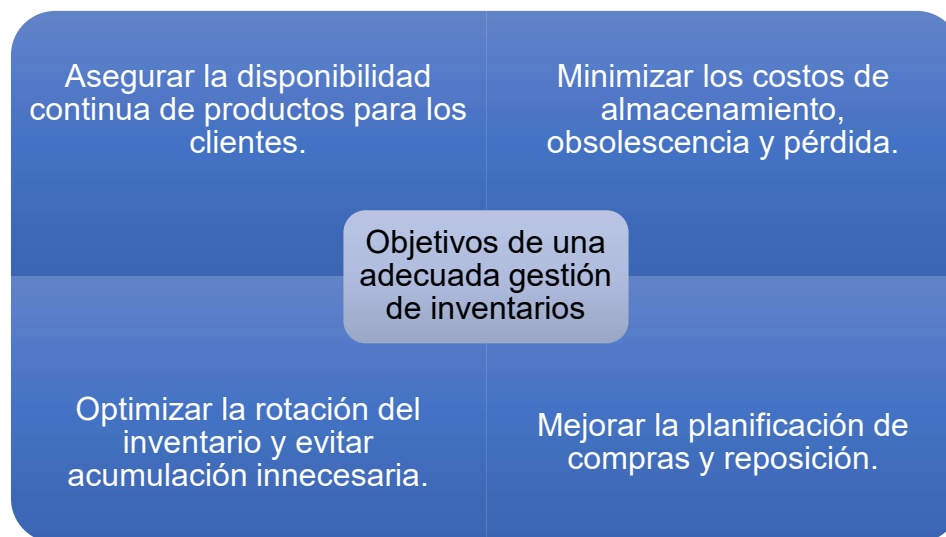 Asegurar la disponibilidad
continua de productos para los
clientes.
Minimizar los costos de
almacenamiento,
obsolescencia y pérdida.
Objetivos de una
adecuada gestión
de inventarios
Optimizar la rotación del
inventario y evitar
acumulación innecesaria.
Mejorar la planificación de
compras y reposición.